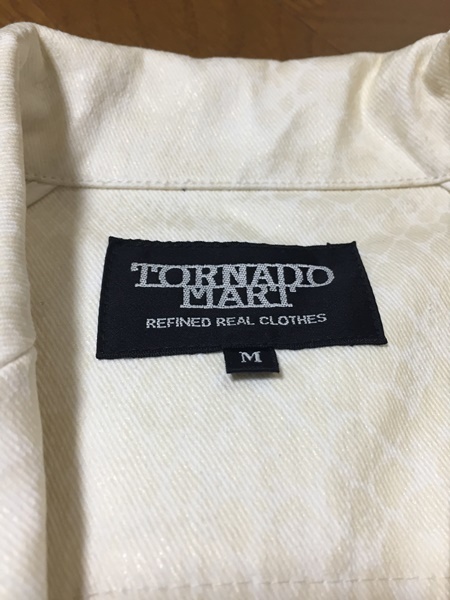 TORNADO
MART
REFINED REAL CLOTHES
M